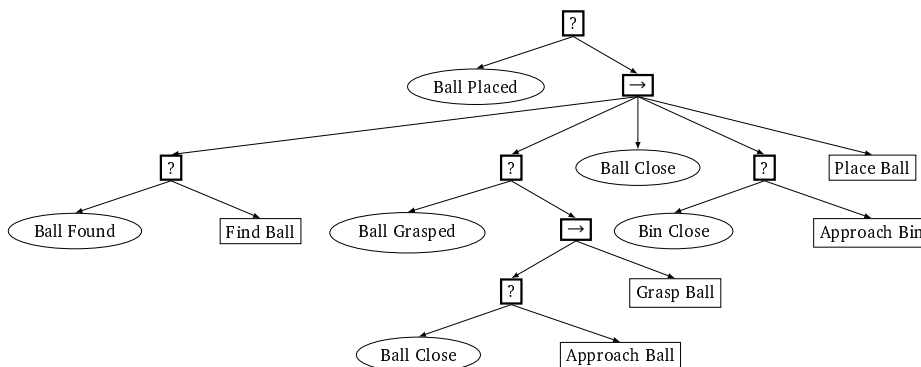 ?
Ball Placed
→
?
?
Ball Close
?
Place Ball
Ball Found
Find Ball
Ball Grasped
→
Bin Close
Approach Bin
?
Grasp Ball
Ball Close
Approach Ball